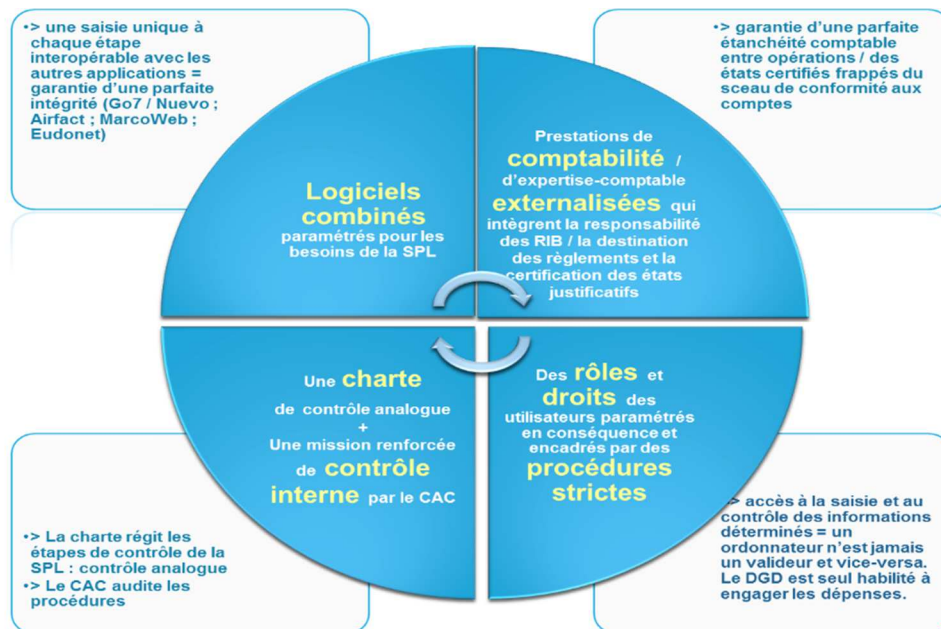 •> une saisie unique à
chaque étape
interopérable avec les
autres applications =
garantie d'une parfaite
intégrité (Go7 / Nuevo ;
Airfact ; MarcoWeb ;
Eudonet)
•> garantie d'une parfaite
étanchéité comptable
entre opérations / des
états certifiés frappés du
sceau de conformité aux
comptes
Logiciels
combinés
paramétrés pour les
besoins de la SPL
Prestations de
comptabilité /
d'expertise-comptable
externalisées qui
intègrent la responsabilité
des RIB / la destination
des règlements et la
certification des états
justificatifs
Une charte
de contrôle analogue
+
Une mission renforcée
de contrôle
interne par le CAC
Des rôles et
droits des
utilisateurs paramétrés
en conséquence et
encadrés par des
procédures
strictes
•> La charte régit les
étapes de contrôle de la
SPL : contrôle analogue
•> Le CAC audite les
procédures
•> accès à la saisie et au
contrôle des informations
déterminés = un
ordonnateur n'est jamais
un valideur et vice-versa.
Le DGD est seul habilité à
engager les dépenses.